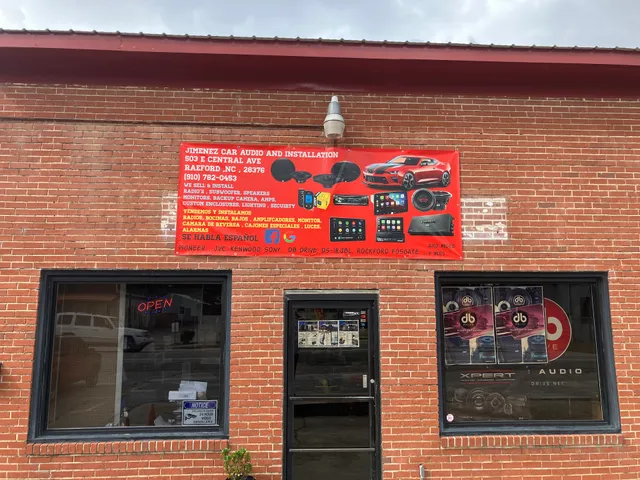 JIMENEZ CAR AUDIO AND INSTALLATION
503 E CENTRAL AVE
RAEFORD ,NC , 28376
(910) 782-0453
WE SELL & INSTALL
RADIO'S , SUBWOOFER, SPEAKERS
MONITORS, BACKUP CAMERA, AMPS,
CUSTOM ENCLOSURES, LIGHTING , SECURITY
VENDEMOS Y INSTALAMOS
RADIOS, BOCINAS, BAJOS , AMPLIFCADORES, MONITOR,
CAMARA DE REVERSA , CAJONES ESPECIALES , LUCES,
ALARMAS
SE HABLA ESPAÑOL
PIONEER, JVC, KENWOOD, SONY, DB DRIVE, DS-18, JBL, ROCKFORD FOSGATE
OPEN
NOTICE
db
db
XPERT
AUDIO